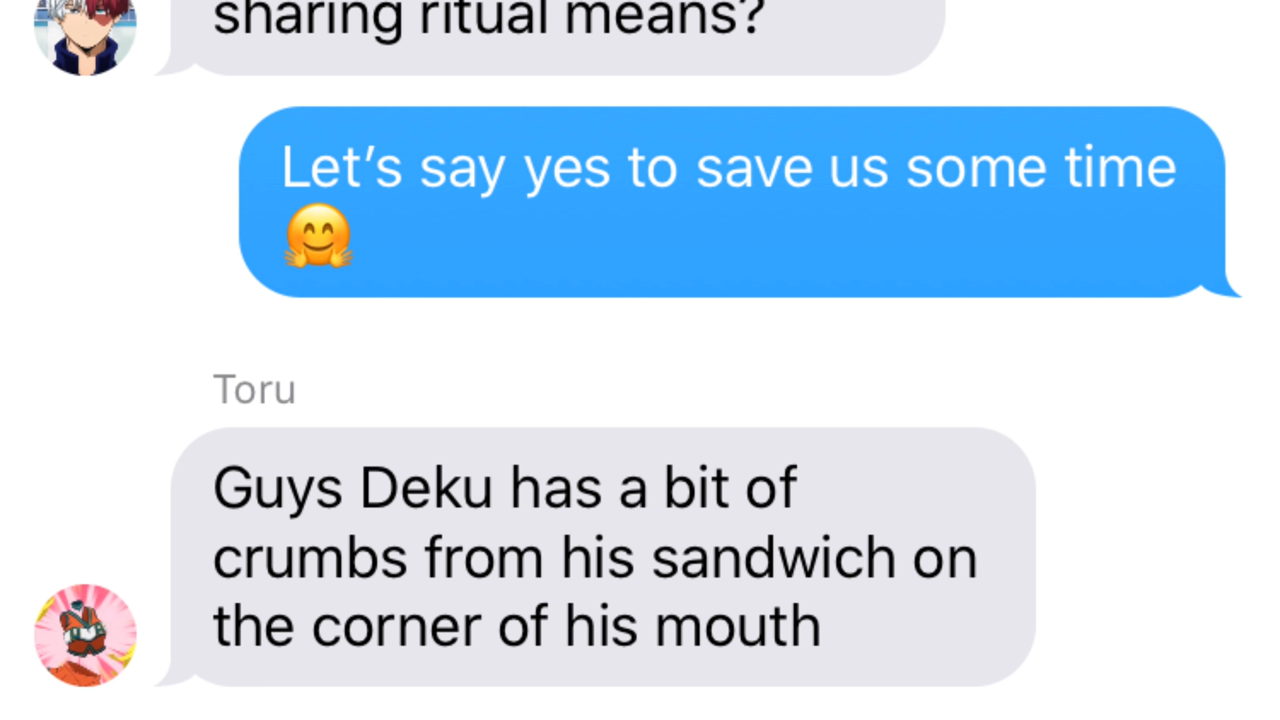 sharing ritual means?
Let’s say yes to save us some time
🤗
Toru
Guys Deku has a bit of
crumbs from his sandwich on
the corner of his mouth